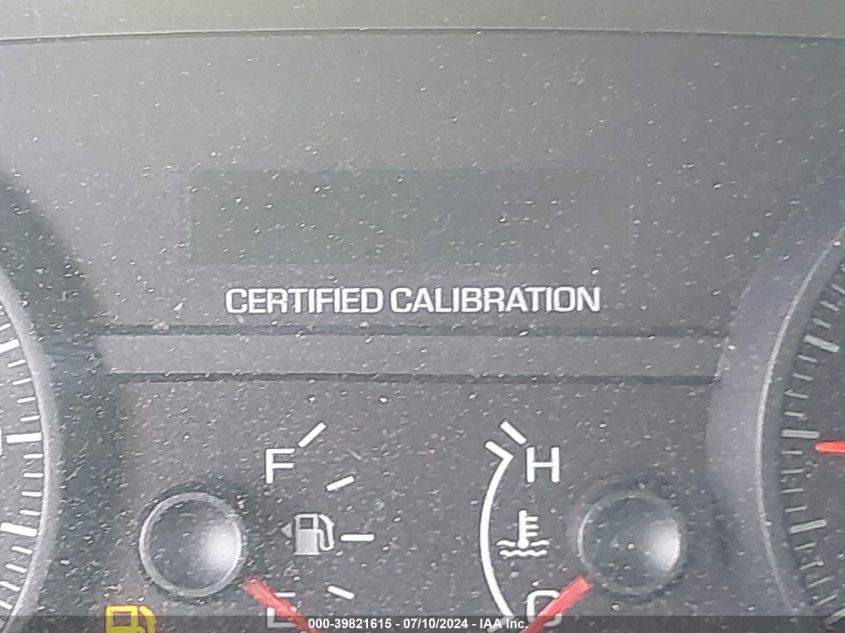 CERTIFIED CALIBRATION
F H
E C
000-39821615 - 07/10/2024 - IAA Inc.